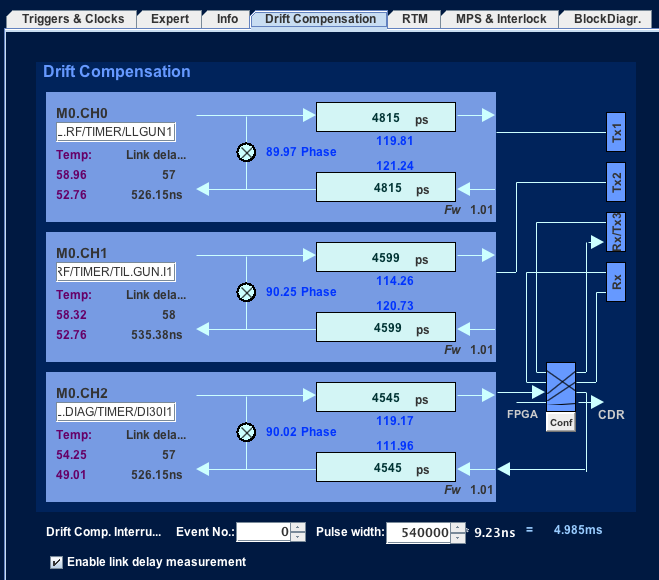 Triggers & Clocks Expert Info Drift Compensation RTM MPS & Interlock BlockDiagr.
Drift Compensation
M0.CH0
...RF/TIMER/LLGUN1
4815 ps
119.81
Temp: Link dela...
89.97 Phase
58.96 57
121.24
52.76 526.15ns
4815 ps
Fw 1.01
M0.CH1
RF/TIMER/TIL.GUN.I1
4599 ps
114.26
Temp: Link dela...
90.25 Phase
58.32 58
120.73
52.76 535.38ns
4599 ps
Fw 1.01
M0.CH2
...DIAG/TIMER/DI30I1
4545 ps
119.17
Temp: Link dela...
90.02 Phase
54.25 57
111.96
49.01 526.15ns
4545 ps
Fw 1.01
Tx1
Tx2
Rx/Tx3
Rx
FPGA
Conf
CDR
Drift Comp. Interru... Event No.: 0 Pulse width: 540000 * 9.23ns = 4.985ms
Enable link delay measurement